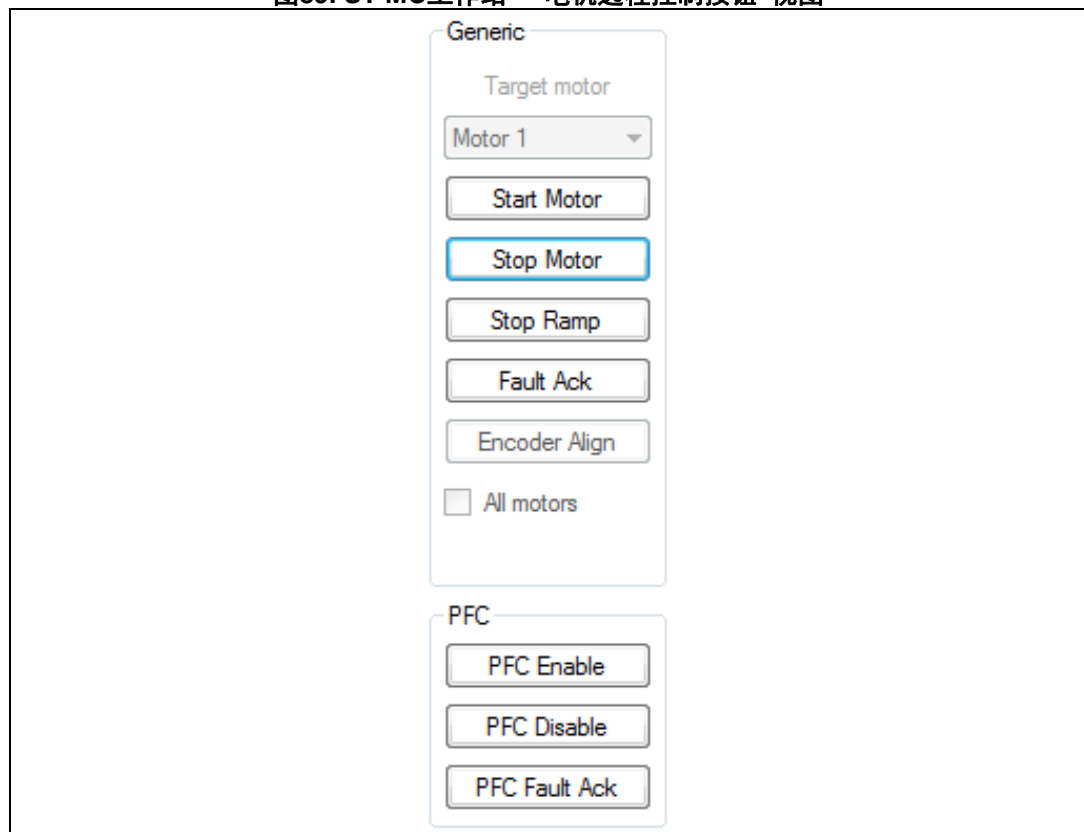 Generic
Target motor
Motor 1
Start Motor
Stop Motor
Stop Ramp
Fault Ack
Encoder Align
All motors
PFC
PFC Enable
PFC Disable
PFC Fault Ack